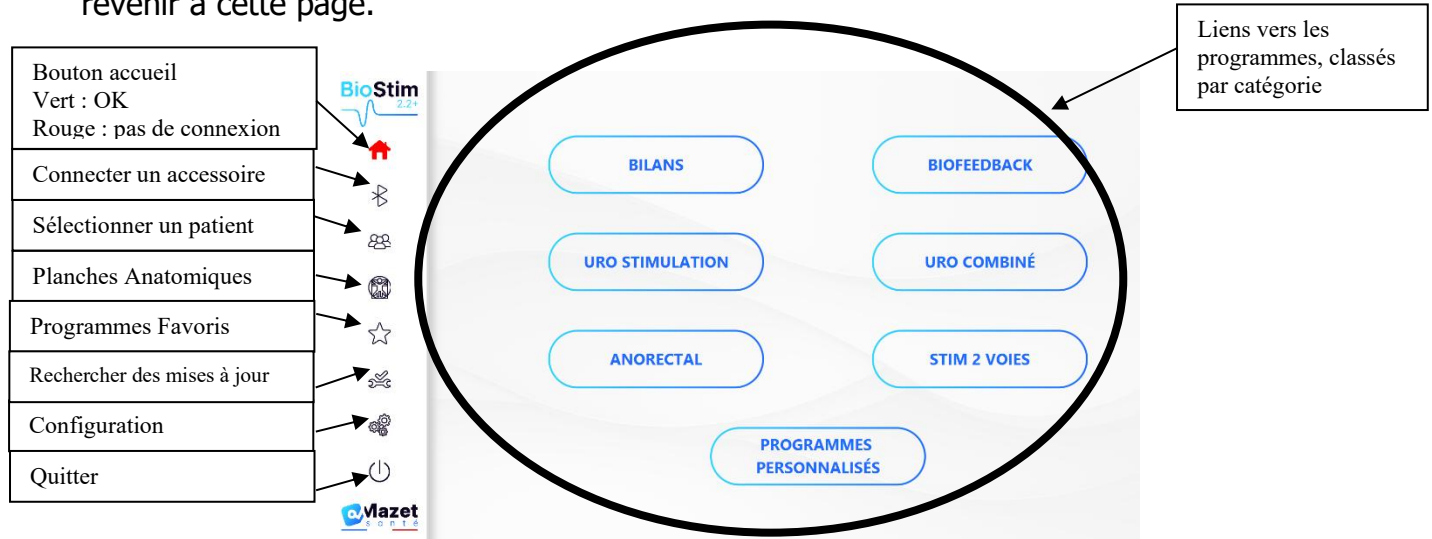 revenir à cette page.
Liens vers les
programmes, classés
par catégorie
Bouton accueil
Vert : OK
Rouge : pas de connexion
Connecter un accessoire
Sélectionner un patient
Planches Anatomiques
Programmes Favoris
Rechercher des mises à jour
Configuration
Quitter
BioStim
2.2+
BILANS
BIOFEEDBACK
URO STIMULATION
URO COMBINÉ
ANORECTAL
STIM 2 VOIES
PROGRAMMES
PERSONNALISÉS
Mazet
santé